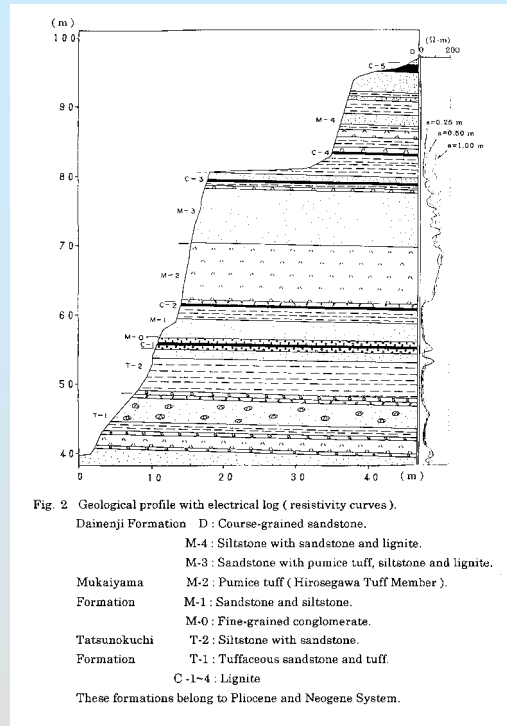 (m)
100
D
0 200
(Ω-m)
C-5
90
M-4
a=0.25 m
a=0.50 m
a=1.00 m
C-4
80
C-3
M-3
70
M-2
C-2
60
M-1
M-0
C-1
T-2
50
T-1
40
0 10 20 30 40 (m)
Fig. 2 Geological profile with electrical log ( resistivity curves ).
Dainenji Formation D : Course-grained sandstone.
M-4 : Siltstone with sandstone and lignite.
M-3 : Sandstone with pumice tuff, siltstone and lignite.
Mukaiyama M-2 : Pumice tuff ( Hirosegawa Tuff Member ).
Formation M-1 : Sandstone and siltstone.
M-0 : Fine-grained conglomerate.
Tatsunokuchi T-2 : Siltstone with sandstone.
Formation T-1 : Tuffaceous sandstone and tuff.
C -1~4 : Lignite
These formations belong to Pliocene and Neogene System.